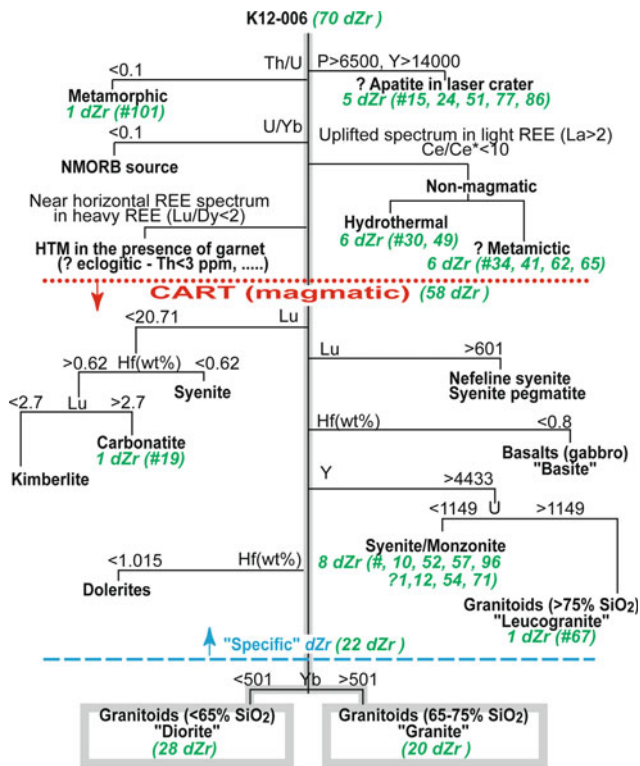 K12-006 (70 dZr)
Th/U
P>6500, Y>14000
<0.1
Metamorphic
1 dZr (#101)
? Apatite in laser crater
5 dZr (#15, 24, 51, 77, 86)
U/Yb
<0.1
NMORB source
Uplifted spectrum in light REE (La>2)
Ce/Ce*<10
Non-magmatic
Near horizontal REE spectrum
in heavy REE (Lu/Dy<2)
Hydrothermal
6 dZr (#30, 49)
HTM in the presence of garnet
(? eclogitic - Th<3 ppm, .....)
? Metamictic
6 dZr (#34, 41, 62, 65)
CART (magmatic) (58 dZr)
<20.71
Lu
>0.62 Hf(wt%) <0.62
Syenite
Lu
>601
Nefeline syenite
Syenite pegmatite
<2.7 Lu >2.7
Carbonatite
1 dZr (#19)
Kimberlite
Hf(wt%)
<0.8
Basalts (gabbro)
"Basite"
Y
>4433
<1149 U >1149
Syenite/Monzonite
8 dZr (#, 10, 52, 57, 96
?1,12, 54, 71)
<1.015
Hf(wt%)
Dolerites
Granitoids (>75% SiO2)
"Leucogranite"
1 dZr (#67)
"Specific" dZr (22 dZr)
<501 Yb >501
Granitoids (<65% SiO2)
"Diorite"
(28 dZr)
Granitoids (65-75% SiO2)
"Granite"
(20 dZr)